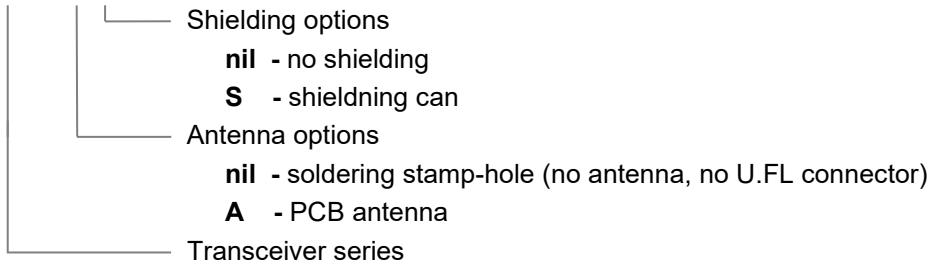 Shielding options
nil - no shielding
S - shieldning can
Antenna options
nil - soldering stamp-hole (no antenna, no U.FL connector)
A - PCB antenna
Transceiver series